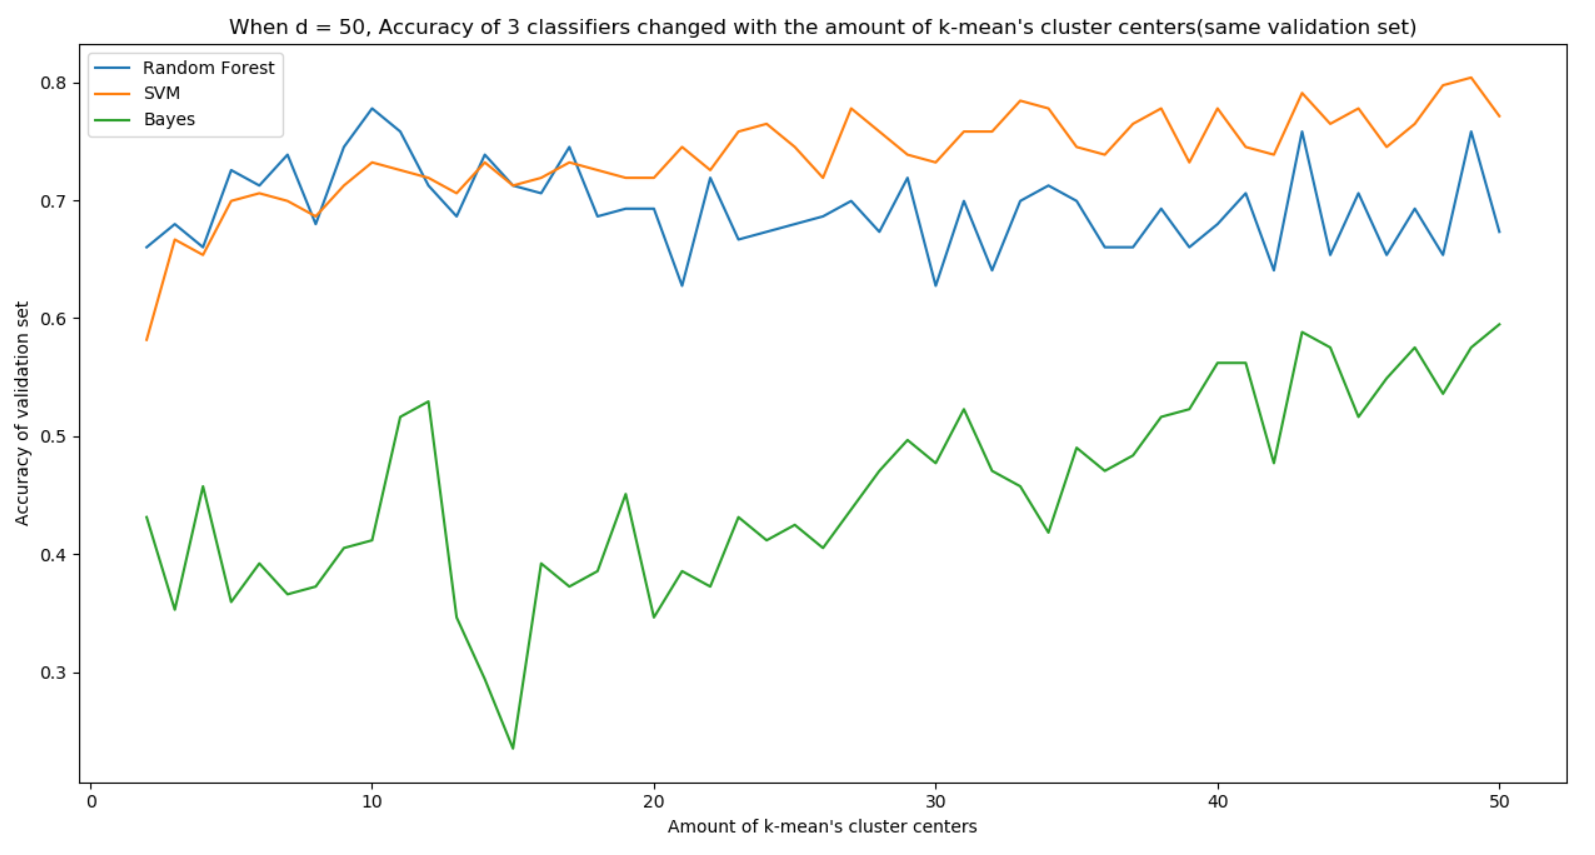 When d = 50, Accuracy of 3 classifiers changed with the amount of k-mean's cluster centers(same validation set)
Random Forest
SVM
Bayes
0.8
0.7
0.6
0.5
0.4
0.3
Accuracy of validation set
0 10 20 30 40 50
Amount of k-mean's cluster centers